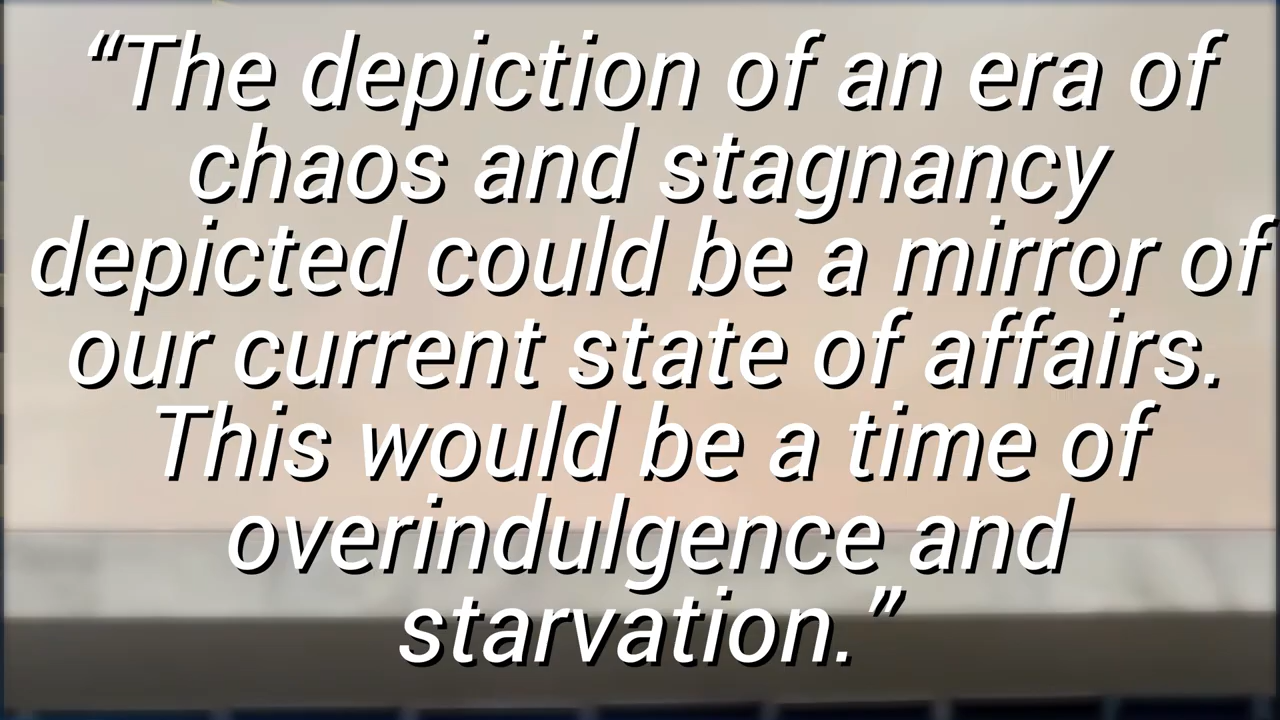 “The depiction of an era of
chaos and stagnancy
depicted could be a mirror of
our current state of affairs.
This would be a time of
overindulgence and
starvation.”